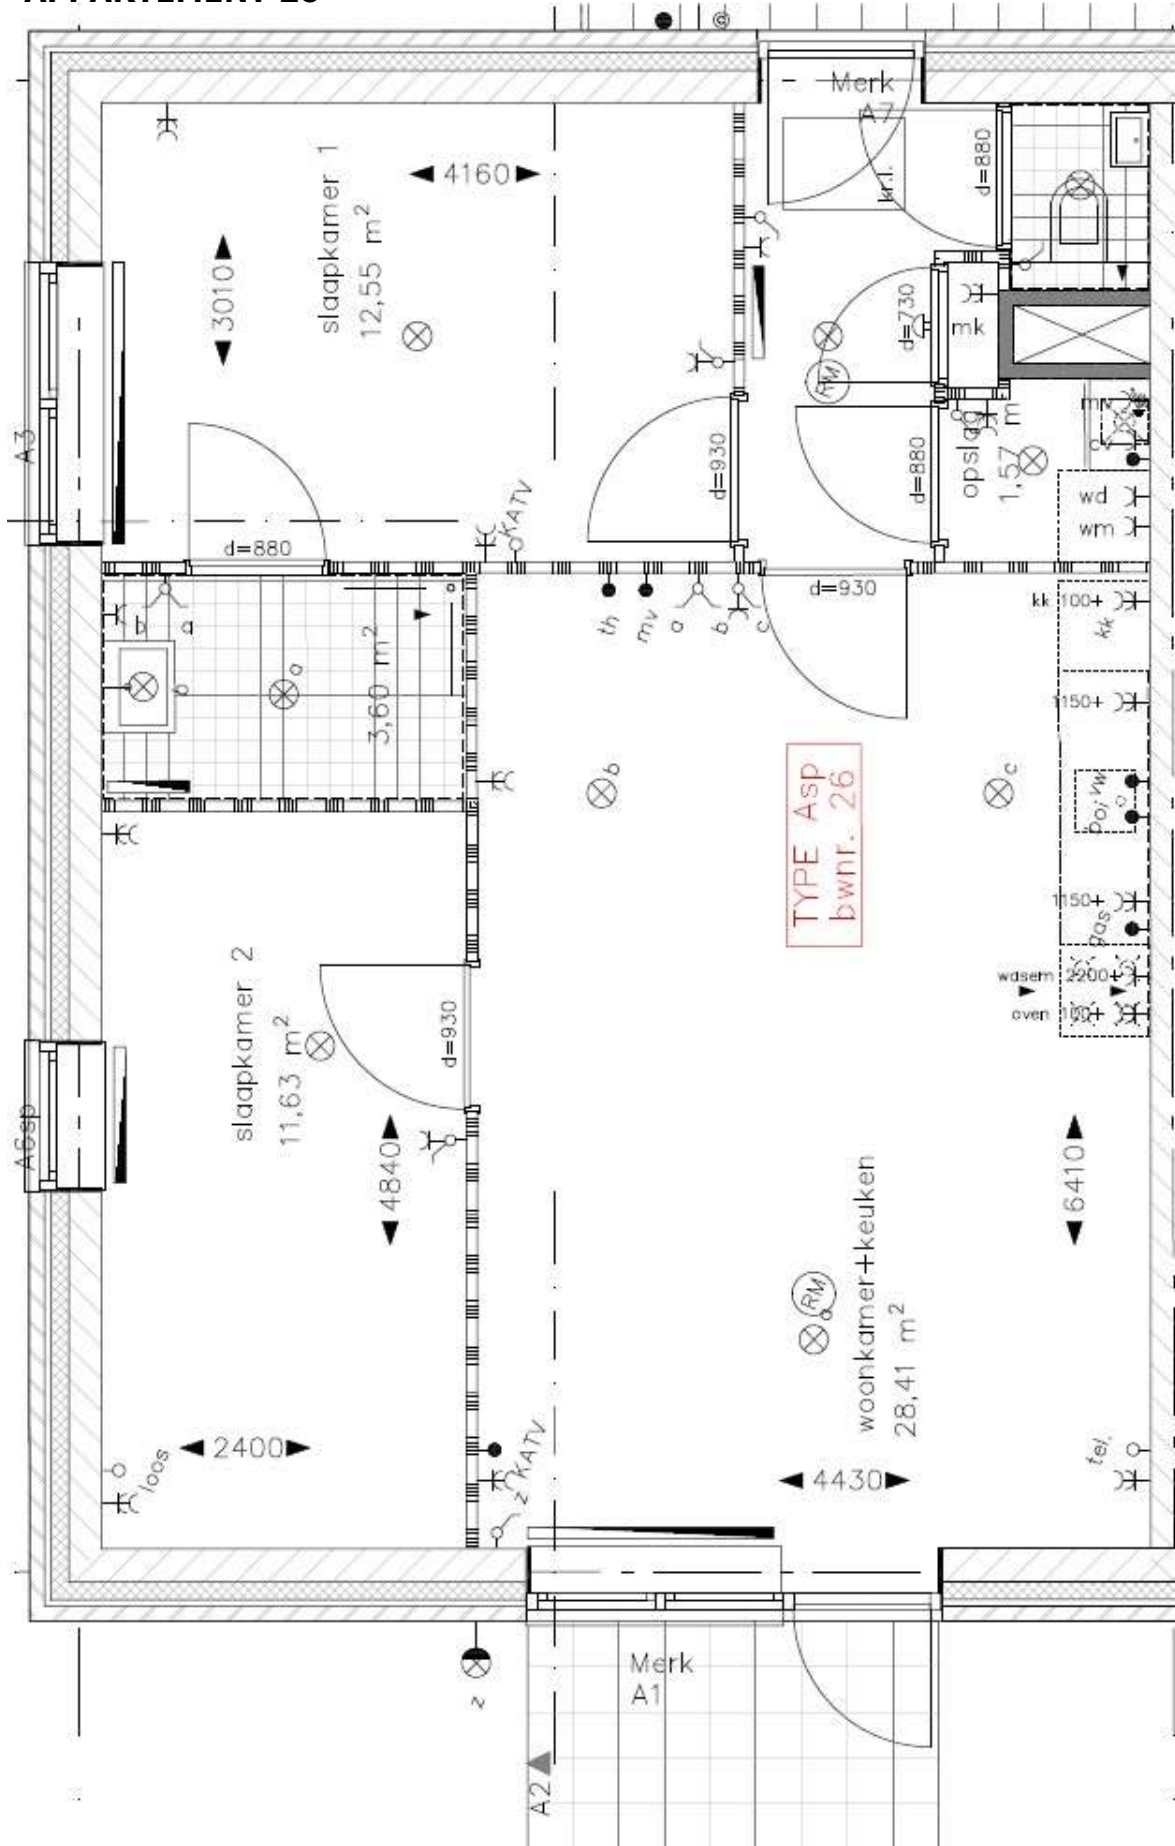 ©
Merk
A7
kr.l.
d=880
slaapkamer 1
12,55 m²
4160
3010
d=730
mk
RM
A3
d=930
d=880
opslag
1,57
m
mv
cv
wd
wm
KATV
d=880
d=930
th
mv
a
b
c
kk 100+
kk
b
a
3,60 m²
a
b
c
1150+
TYPE Asp
bwnr. 26
vw
boi
1150+
gas
wasem 2200+
oven 100+
slaapkamer 2
11,63 m²
d=930
A6sp
4840
6410
RM
woonkamer+keuken
28,41 m²
2400
loos
KATV
z
4430
tel.
z
Merk
A1
A2